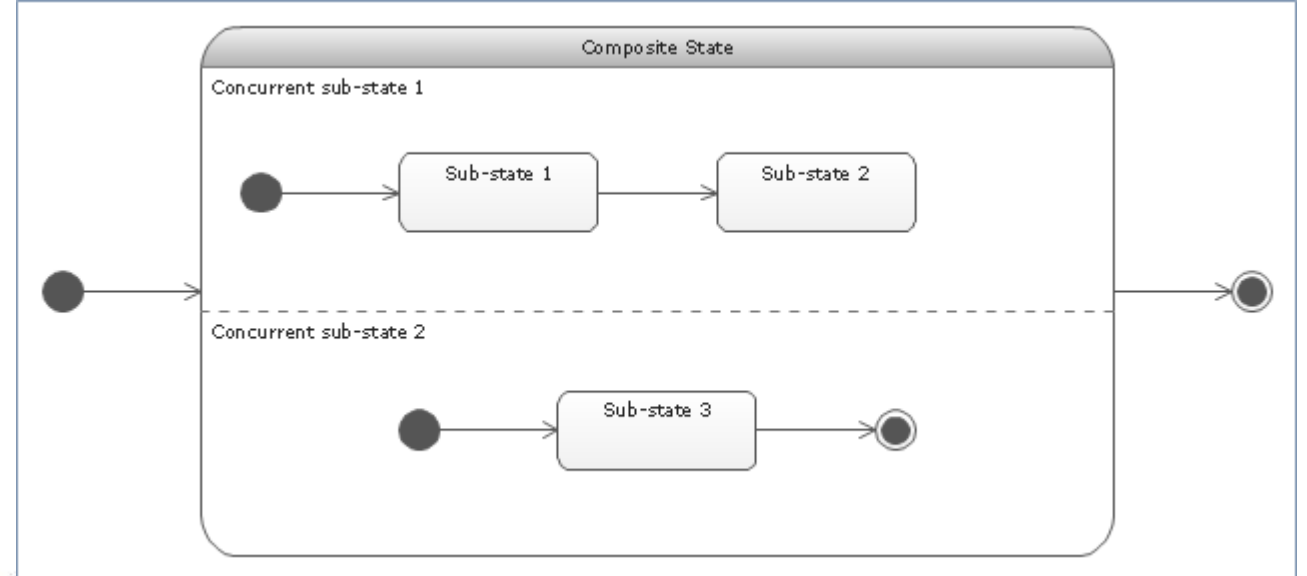 Composite State
Concurrent sub-state 1
Sub-state 1
Sub-state 2
Concurrent sub-state 2
Sub-state 3